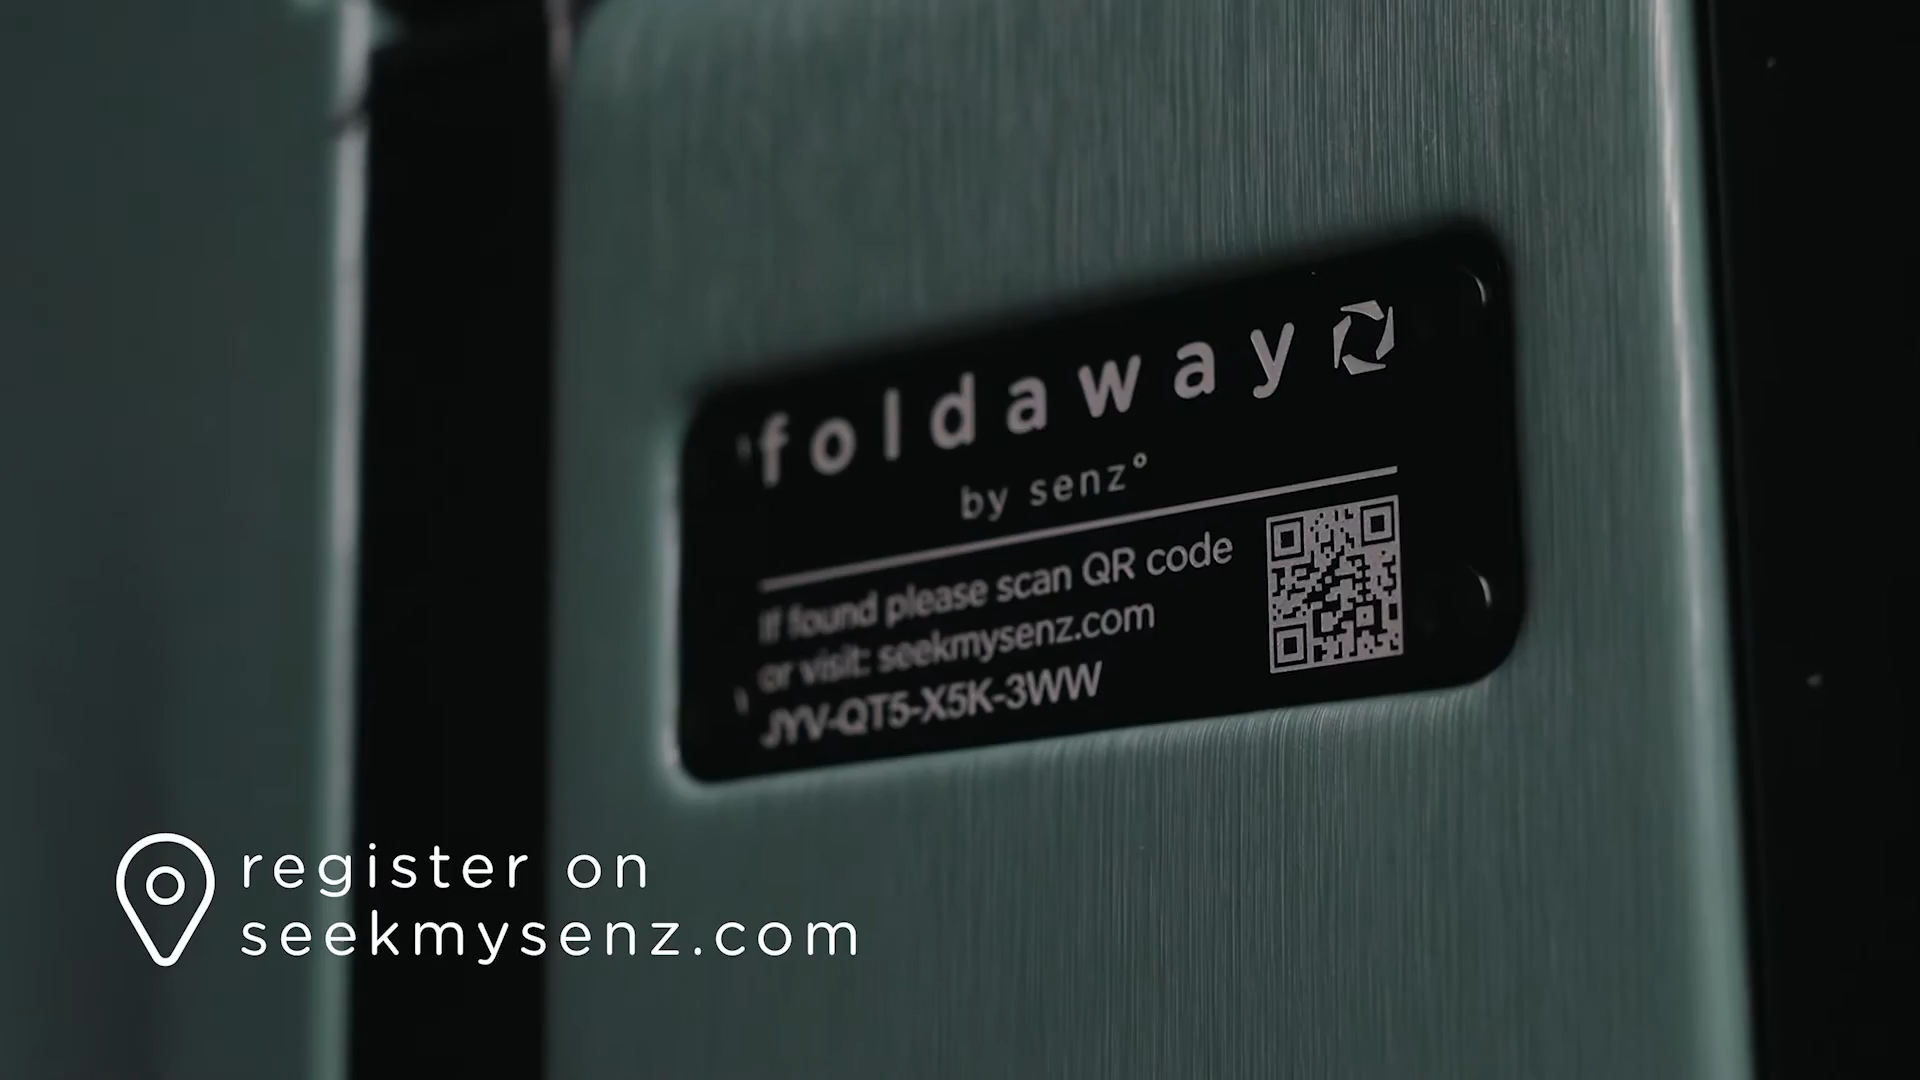 foldaway
by senz°
If found please scan QR code
or visit: seekmysenz.com
JYV-QT5-X5K-3WW
register on
seekmysenz.com